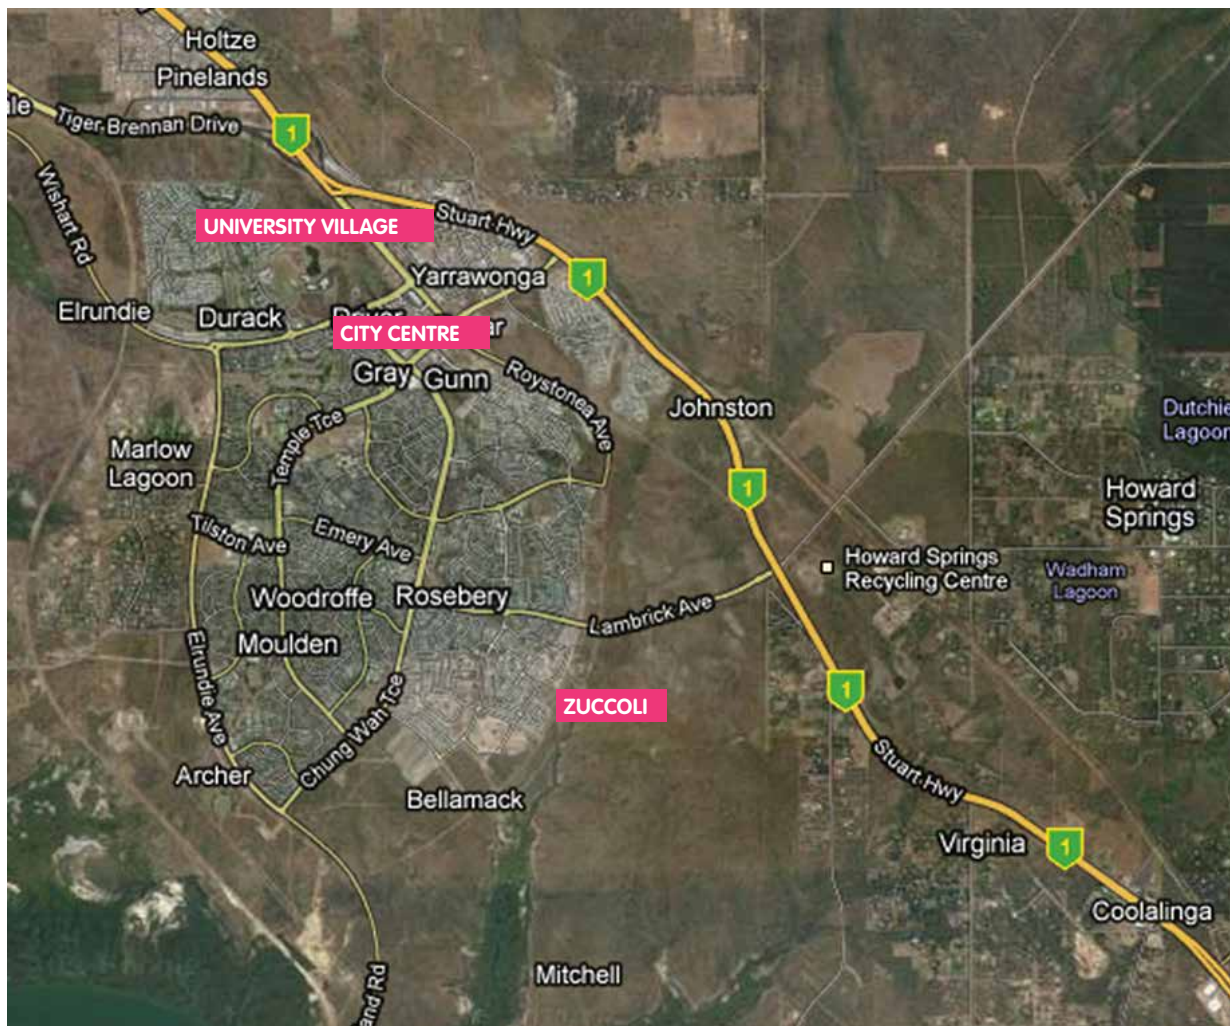 Holtze
Pinelands
Tiger Brennan Drive
1
Wishart Rd
UNIVERSITY VILLAGE
Stuart Hwy
Yarrawonga
1
Elrundie
Durack
CITY CENTRE
Gray
Gunn
Roystonea Ave
Johnston
Dutchie
Lagoon
Temple Tce
Marlow
Lagoon
1
Howard
Springs
Tilston Ave
Emery Ave
Howard Springs
Recycling Centre
Wadham
Lagoon
Woodroffe
Rosebery
Lambrick Ave
Moulden
Elrundie Ave
1
ZUCCOLI
Chung Wah Tce
Stuart Hwy
Archer
Bellamack
Virginia
1
Coolalinga
Mitchell
Rd